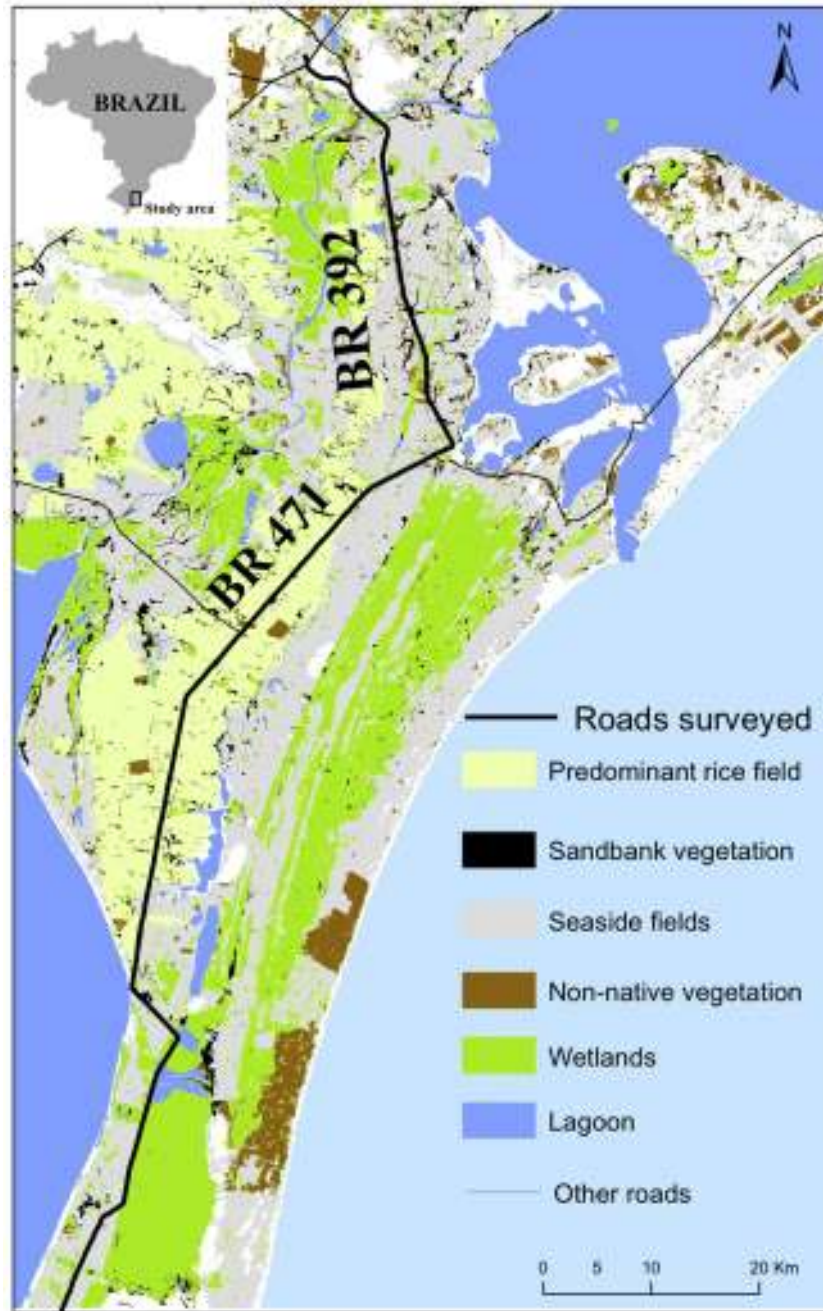 BRAZIL
Study area
N
BR 392
BR 471
Roads surveyed
Predominant rice field
Sandbank vegetation
Seaside fields
Non-native vegetation
Wetlands
Lagoon
Other roads
0 5 10 20 Km